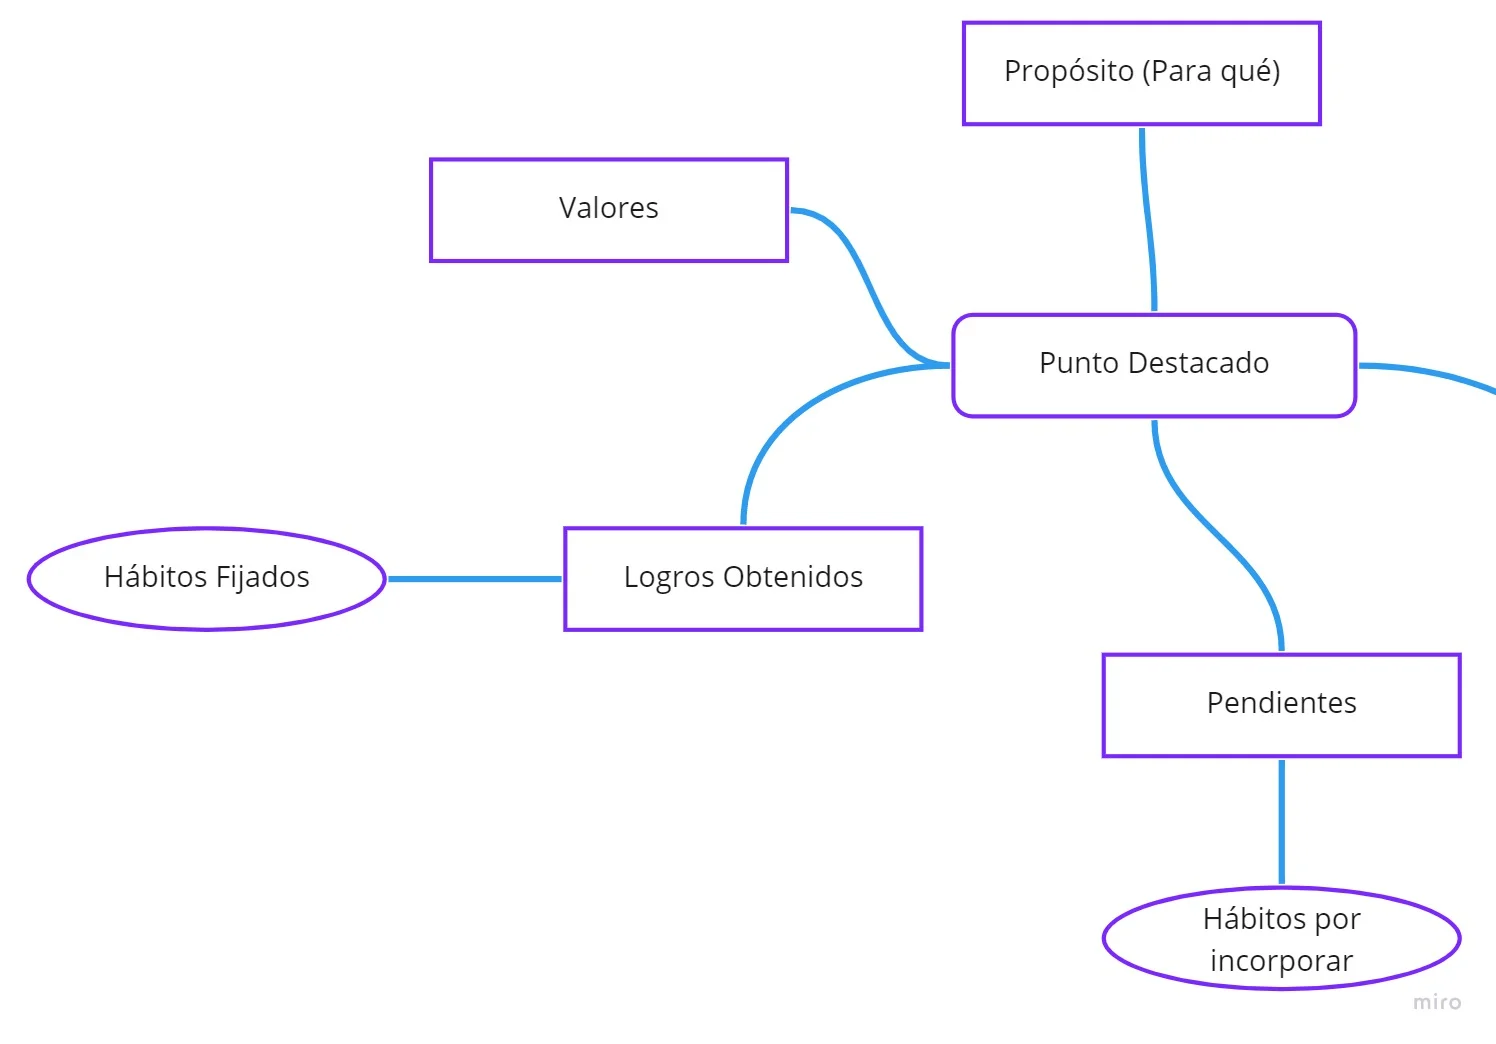 Propósito (Para qué)
Valores
Punto Destacado
Hábitos Fijados
Logros Obtenidos
Pendientes
Hábitos por
incorporar
miro